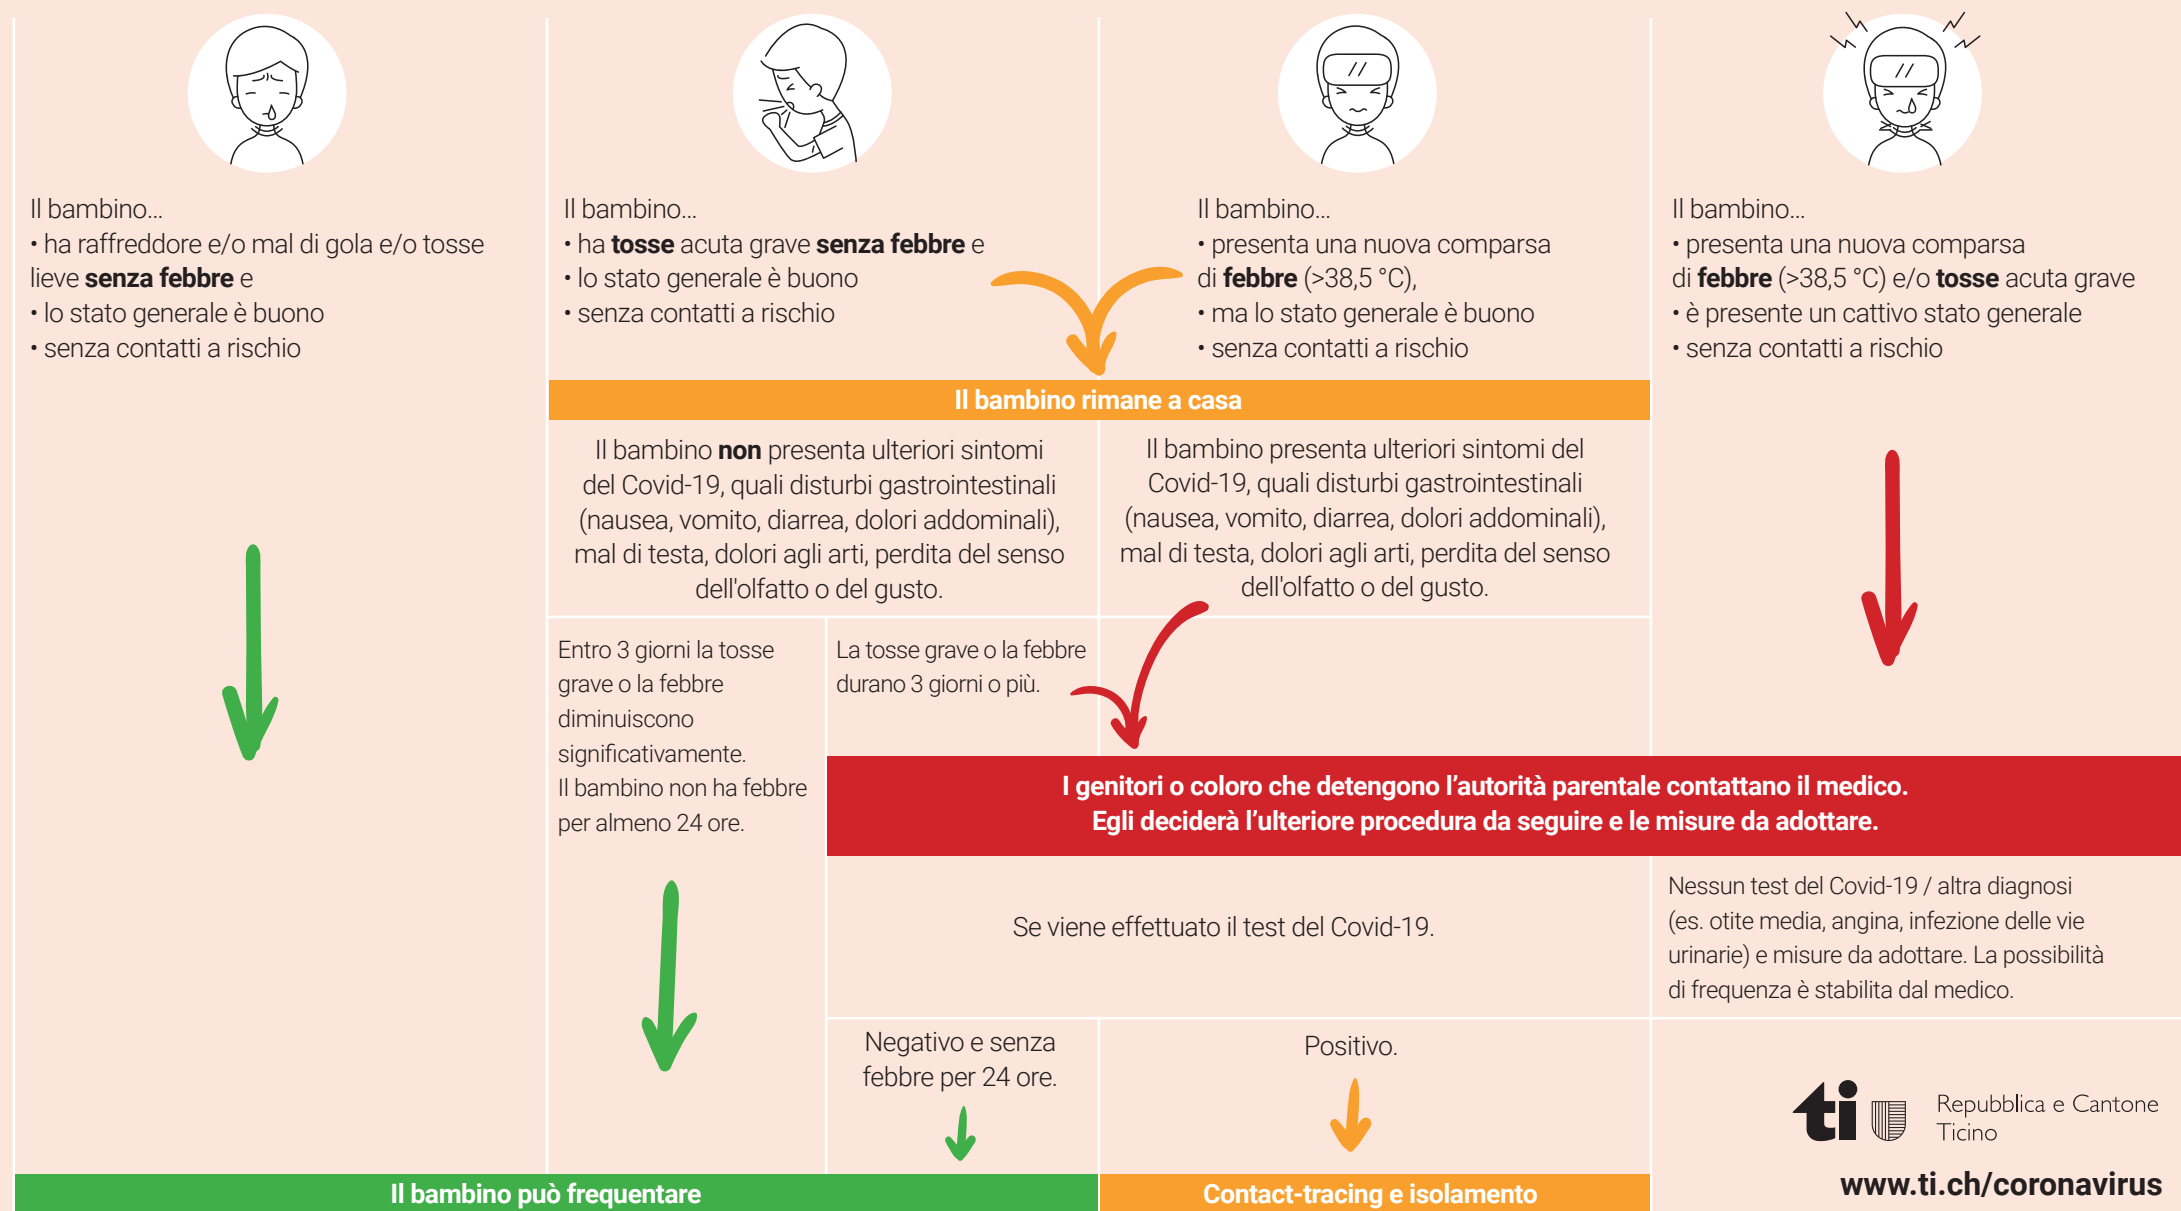 Il bambino...
• ha raffreddore e/o mal di gola e/o tosse
lieve senza febbre e
• lo stato generale è buono
• senza contatti a rischio
Il bambino...
• ha tosse acuta grave senza febbre e
• lo stato generale è buono
• senza contatti a rischio
Il bambino...
• presenta una nuova comparsa
di febbre (>38,5 °C),
• ma lo stato generale è buono
• senza contatti a rischio
Il bambino...
• presenta una nuova comparsa
di febbre (>38,5 °C) e/o tosse acuta grave
• è presente un cattivo stato generale
• senza contatti a rischio
Il bambino rimane a casa
Il bambino non presenta ulteriori sintomi
del Covid-19, quali disturbi gastrointestinali
(nausea, vomito, diarrea, dolori addominali),
mal di testa, dolori agli arti, perdita del senso
dell'olfatto o del gusto.
Il bambino presenta ulteriori sintomi del
Covid-19, quali disturbi gastrointestinali
(nausea, vomito, diarrea, dolori addominali),
mal di testa, dolori agli arti, perdita del senso
dell'olfatto o del gusto.
Entro 3 giorni la tosse
grave o la febbre
diminuiscono
significativamente.
Il bambino non ha febbre
per almeno 24 ore.
La tosse grave o la febbre
durano 3 giorni o più.
I genitori o coloro che detengono l’autorità parentale contattano il medico.
Egli deciderà l’ulteriore procedura da seguire e le misure da adottare.
Se viene effettuato il test del Covid-19.
Nessun test del Covid-19 / altra diagnosi
(es. otite media, angina, infezione delle vie
urinarie) e misure da adottare. La possibilità
di frequenza è stabilita dal medico.
Negativo e senza
febbre per 24 ore.
Positivo.
ti
Repubblica e Cantone
Ticino
www.ti.ch/coronavirus
Il bambino può frequentare
Contact-tracing e isolamento